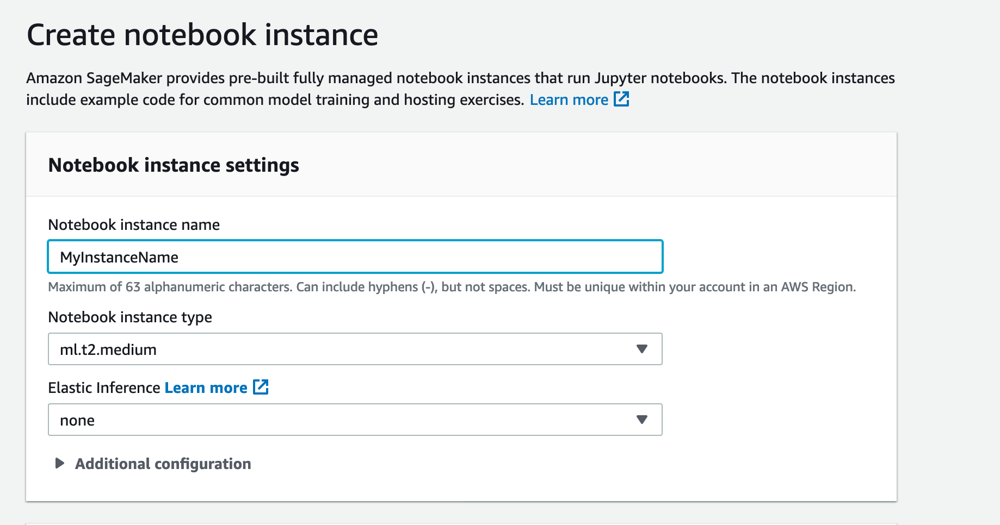 Create notebook instance
Amazon SageMaker provides pre-built fully managed notebook instances that run Jupyter notebooks. The notebook instances
include example code for common model training and hosting exercises. Learn more
Notebook instance settings
Notebook instance name
MyInstanceName
Maximum of 63 alphanumeric characters. Can include hyphens (-), but not spaces. Must be unique within your account in an AWS Region.
Notebook instance type
ml.t2.medium
Elastic Inference Learn more
none
Additional configuration